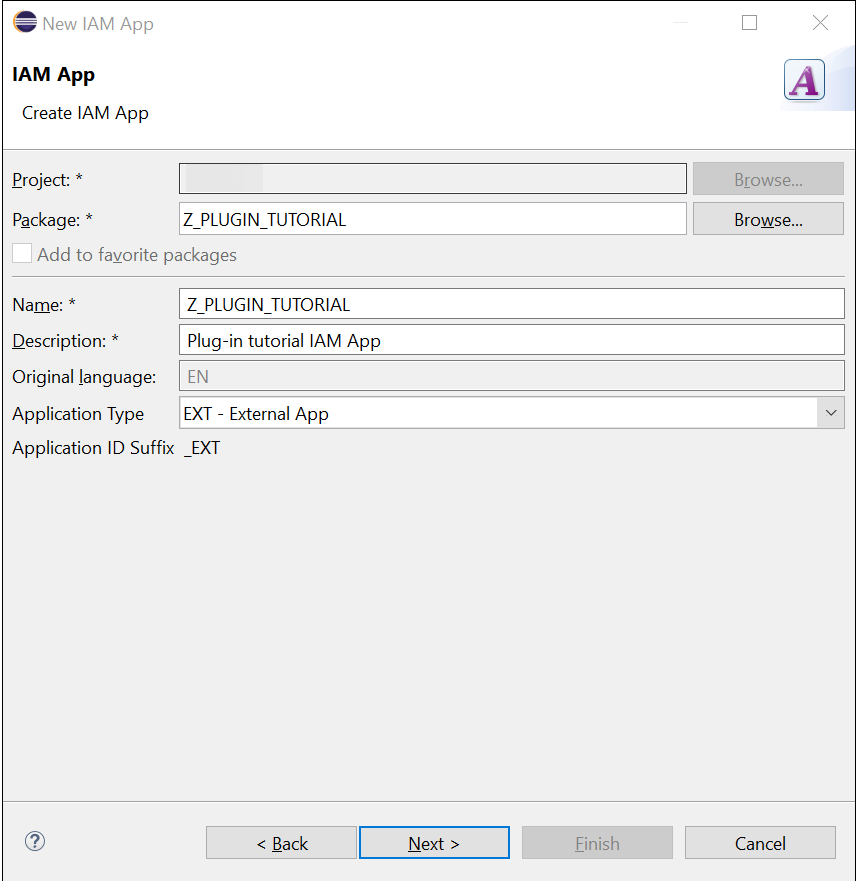 New IAM App
IAM App
Create IAM App
Project: *
Browse...
Package: * Z_PLUGIN_TUTORIAL Browse...
Add to favorite packages
Name: * Z_PLUGIN_TUTORIAL
Description: * Plug-in tutorial IAM App
Original language: EN
Application Type EXT - External App
Application ID Suffix _EXT
? < Back Next > Finish Cancel